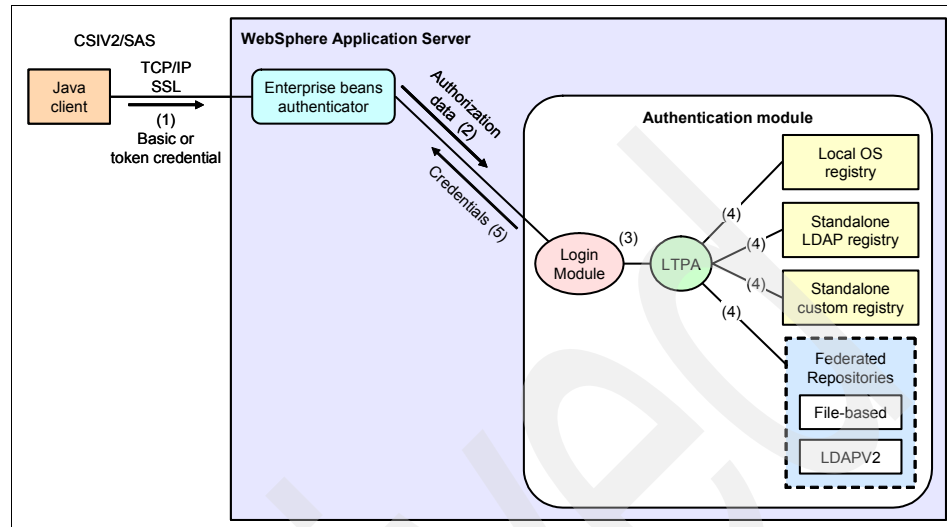 CSIV2/SAS
TCP/IP
SSL
Java
client
(1)
Basic or
token credential
WebSphere Application Server
Enterprise beans
authenticator
Authorization
data (2)
Credentials (5)
Authentication module
Login
Module
(3)
LTPA
(4)
(4)
(4)
(4)
Local OS
registry
Standalone
LDAP registry
Standalone
custom registry
Federated
Repositories
File-based
LDAPV2